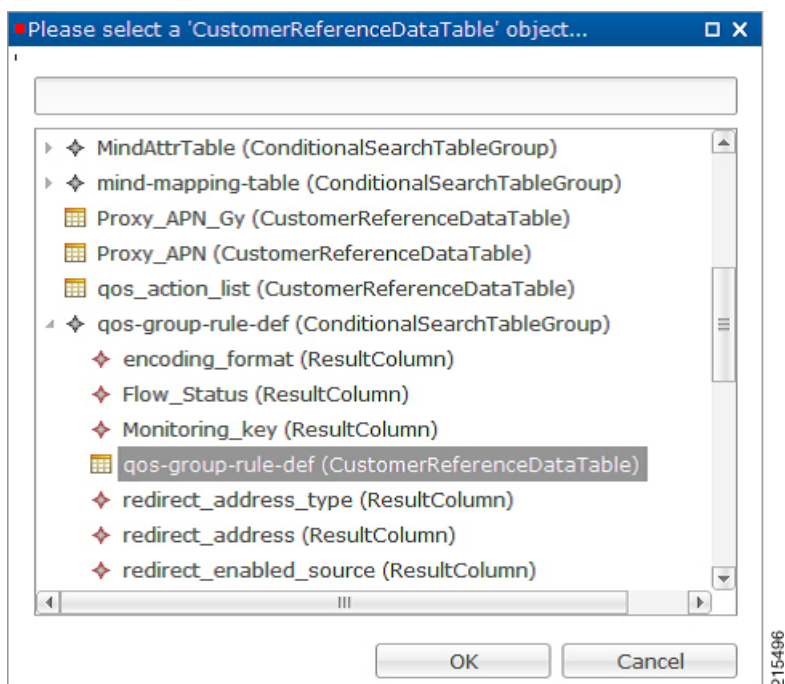 Please select a 'CustomerReferenceDataTable' object...
MindAttrTable (ConditionalSearchTableGroup)
mind-mapping-table (ConditionalSearchTableGroup)
Proxy_APN_Gy (CustomerReferenceDataTable)
Proxy_APN (CustomerReferenceDataTable)
qos_action_list (CustomerReferenceDataTable)
qos-group-rule-def (ConditionalSearchTableGroup)
encoding_format (ResultColumn)
Flow_Status (ResultColumn)
Monitoring_key (ResultColumn)
qos-group-rule-def (CustomerReferenceDataTable)
redirect_address_type (ResultColumn)
redirect_address (ResultColumn)
redirect_enabled_source (ResultColumn)
OK Cancel
215496